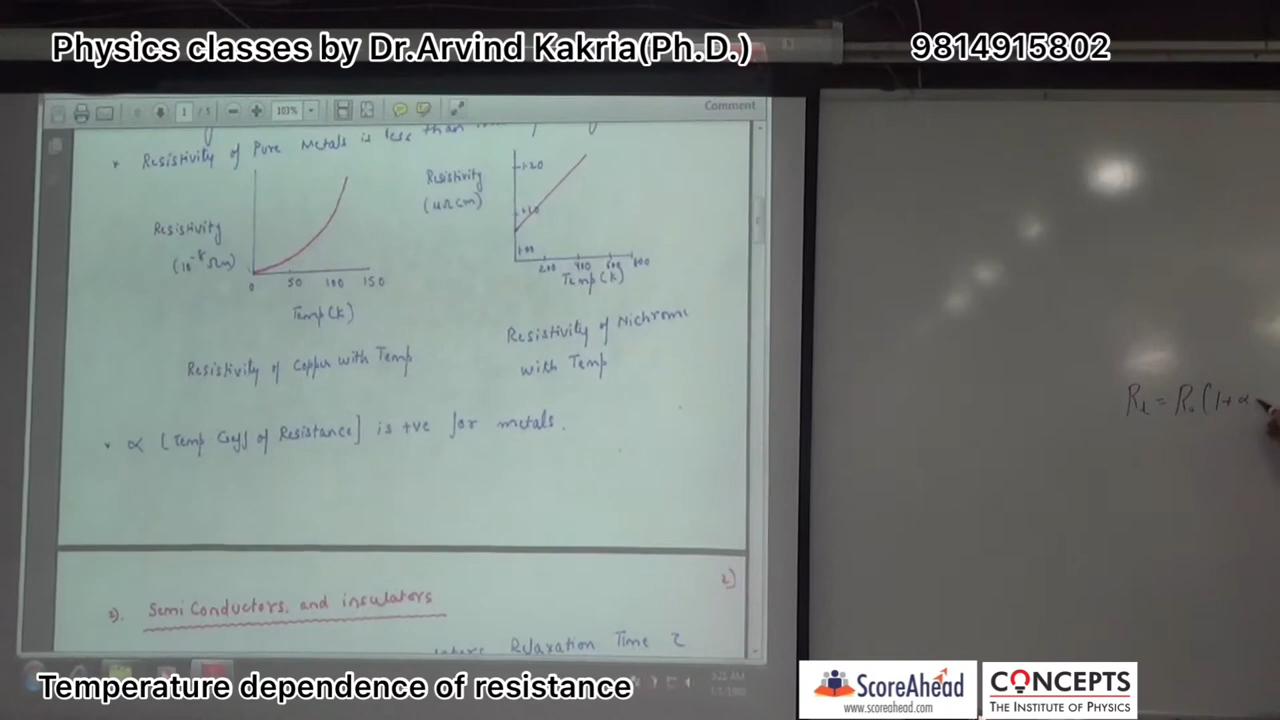 Physics classes by Dr.Arvind Kakria(Ph.D.)
9814915802
1 / 5
103%
Comment
* Resistivity of Pure Metals is less than
Resistivity
(10⁻⁸ Ωm)
0 50 100 150
Temp(K)
Resistivity of Copper with Temp
Resistivity
(μΩcm)
1.20
1.10
1.00
200 400 600 800
Temp(K)
Resistivity of Nichrome
with Temp
* α [Temp Coeff of Resistance] is +ve for metals.
Rt = R₀ (1+α
2)
2). Semi Conductors, and insulators
Relaxation Time τ
Temperature dependence of resistance
ScoreAhead
www.scoreahead.com
CONCEPTS
THE INSTITUTE OF PHYSICS